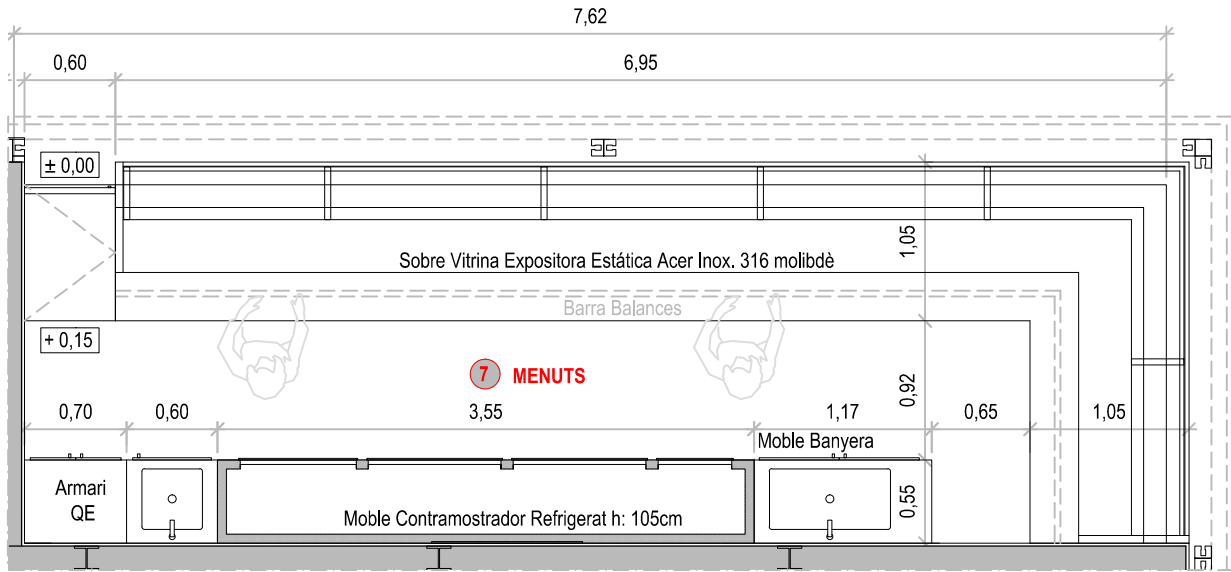 7,62
0,60
6,95
± 0,00
1,05
Sobre Vitrina Expositora Estática Acer Inox. 316 molibdè
Barra Balances
+ 0,15
7 MENUTS
0,92
0,70
0,60
3,55
1,17
0,65
1,05
Moble Banyera
Armari
QE
0,55
Moble Contramostrador Refrigerat h: 105cm